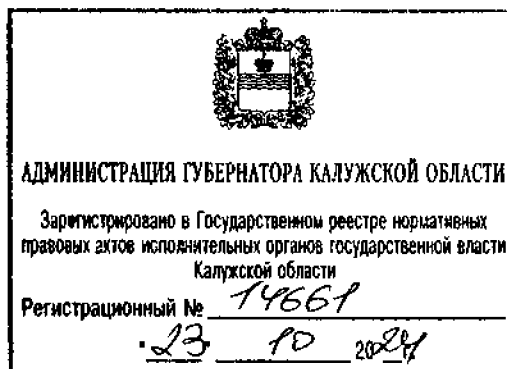 АДМИНИСТРАЦИЯ ГУБЕРНАТОРА КАЛУЖСКОЙ ОБЛАСТИ
Зарегистрировано в Государственном реестре нормативных
правовых актов исполнительных органов государственной власти
Калужской области
Регистрационный № 14661
"23" 10 2024 г.